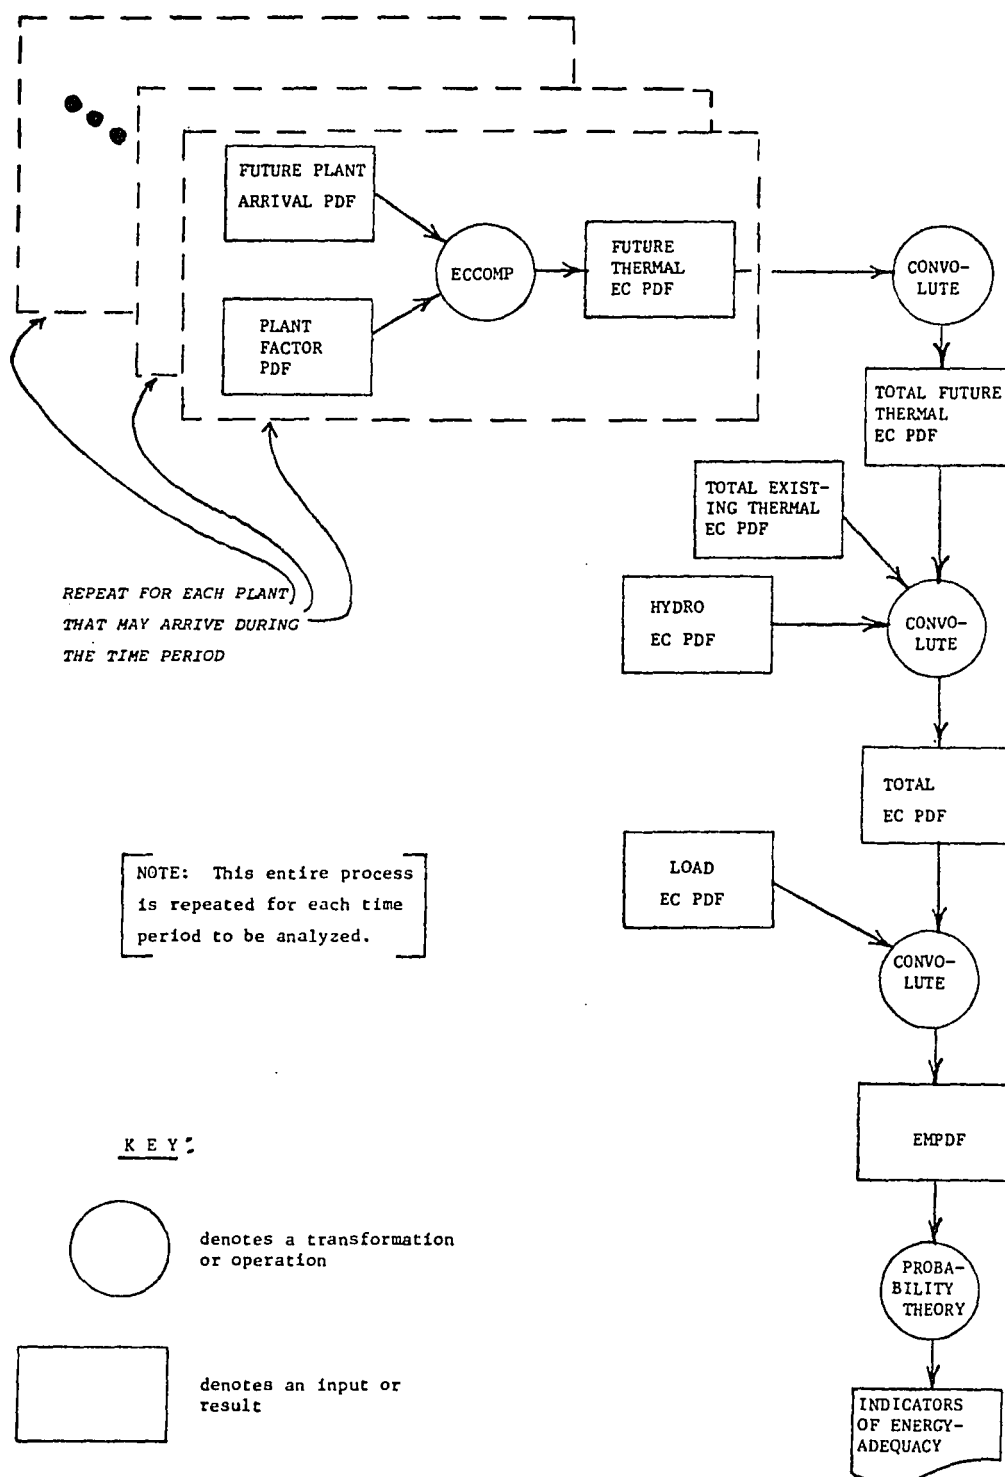 FUTURE PLANT
ARRIVAL PDF
PLANT
FACTOR
PDF
ECCOMP
FUTURE
THERMAL
EC PDF
CONVO-
LUTE
TOTAL FUTURE
THERMAL
EC PDF
TOTAL EXIST-
ING THERMAL
EC PDF
HYDRO
EC PDF
CONVO-
LUTE
REPEAT FOR EACH PLANT
THAT MAY ARRIVE DURING
THE TIME PERIOD
TOTAL
EC PDF
LOAD
EC PDF
NOTE: This entire process
is repeated for each time
period to be analyzed.
CONVO-
LUTE
EMPDF
K E Y:
denotes a transformation
or operation
PROBA-
BILITY
THEORY
denotes an input or
result
INDICATORS
OF ENERGY-
ADEQUACY